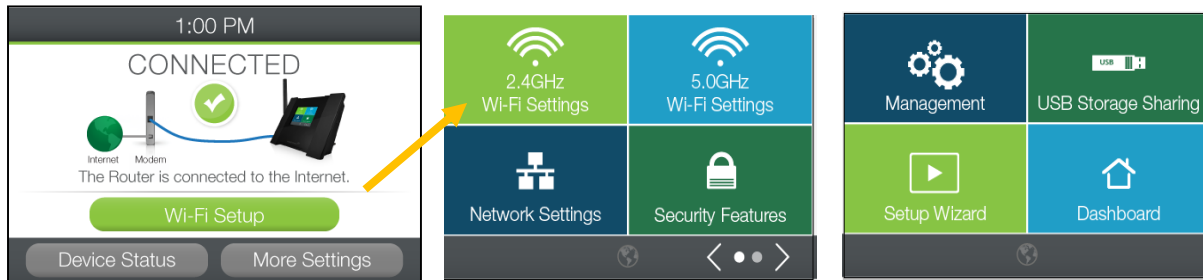 1:00 PM
CONNECTED
Internet Modem
The Router is connected to the Internet.
Wi-Fi Setup
Device Status More Settings
2.4GHz
Wi-Fi Settings
5.0GHz
Wi-Fi Settings
Network Settings
Security Features
Management
USB
USB Storage Sharing
Setup Wizard
Dashboard